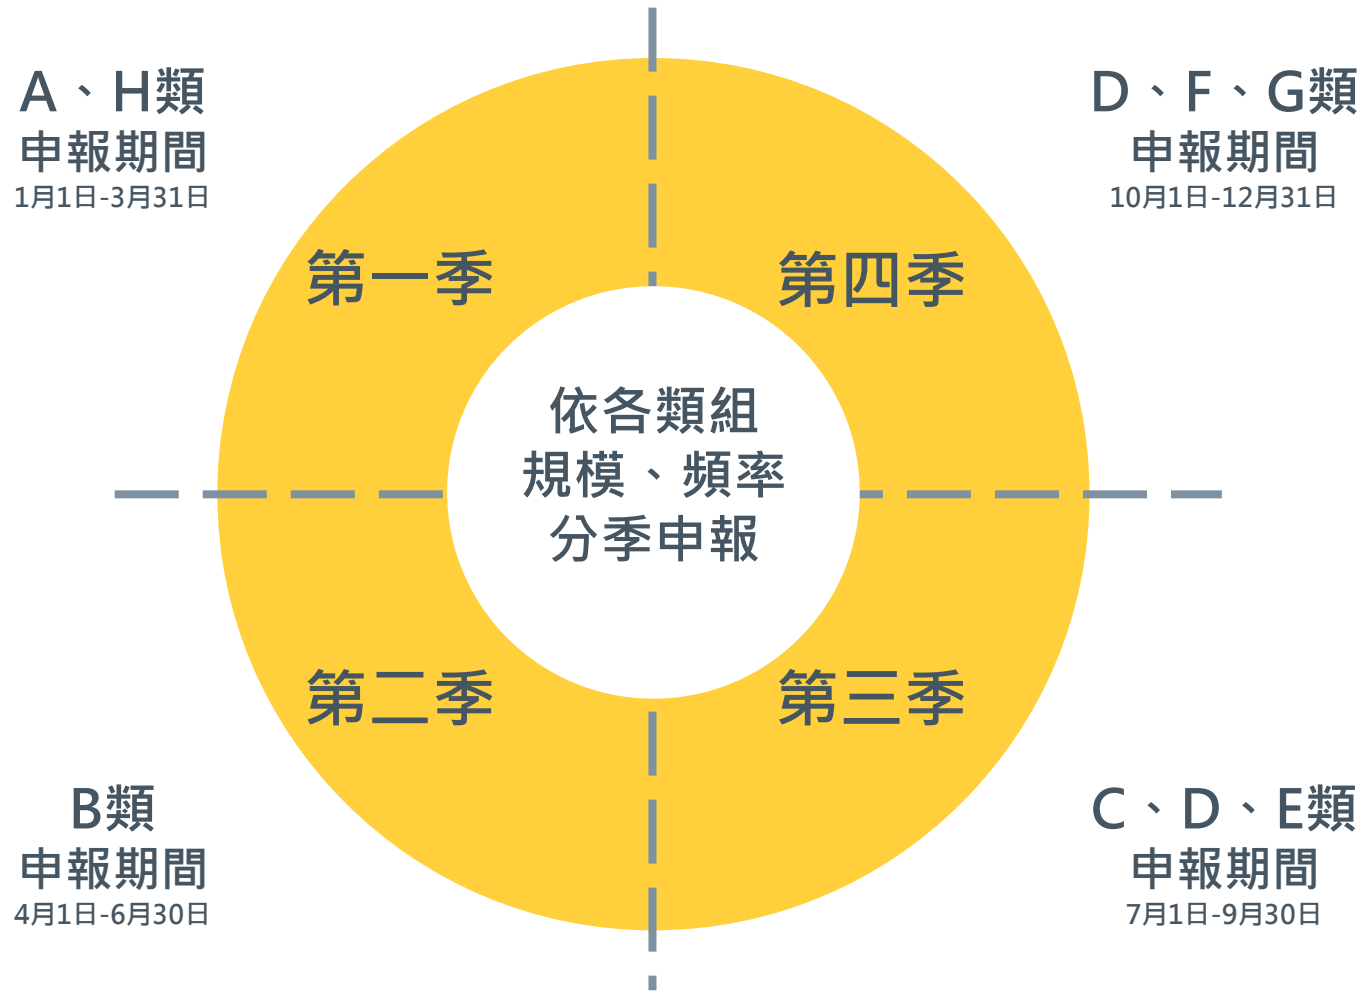 A、H類
申報期間
1月1日-3月31日
D、F、G類
申報期間
10月1日-12月31日
第一季
第四季
依各類組
規模、頻率
分季申報
第二季
第三季
B類
申報期間
4月1日-6月30日
C、D、E類
申報期間
7月1日-9月30日